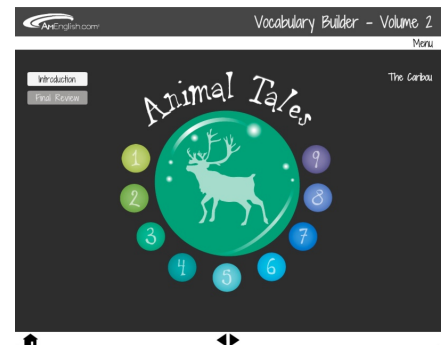 AmEnglish.com
Vocabulary Builder – Volume 2
Menu
Introduction
The Caribou
Final Review
Animal Tales
1
9
2
8
3
7
4
6
5